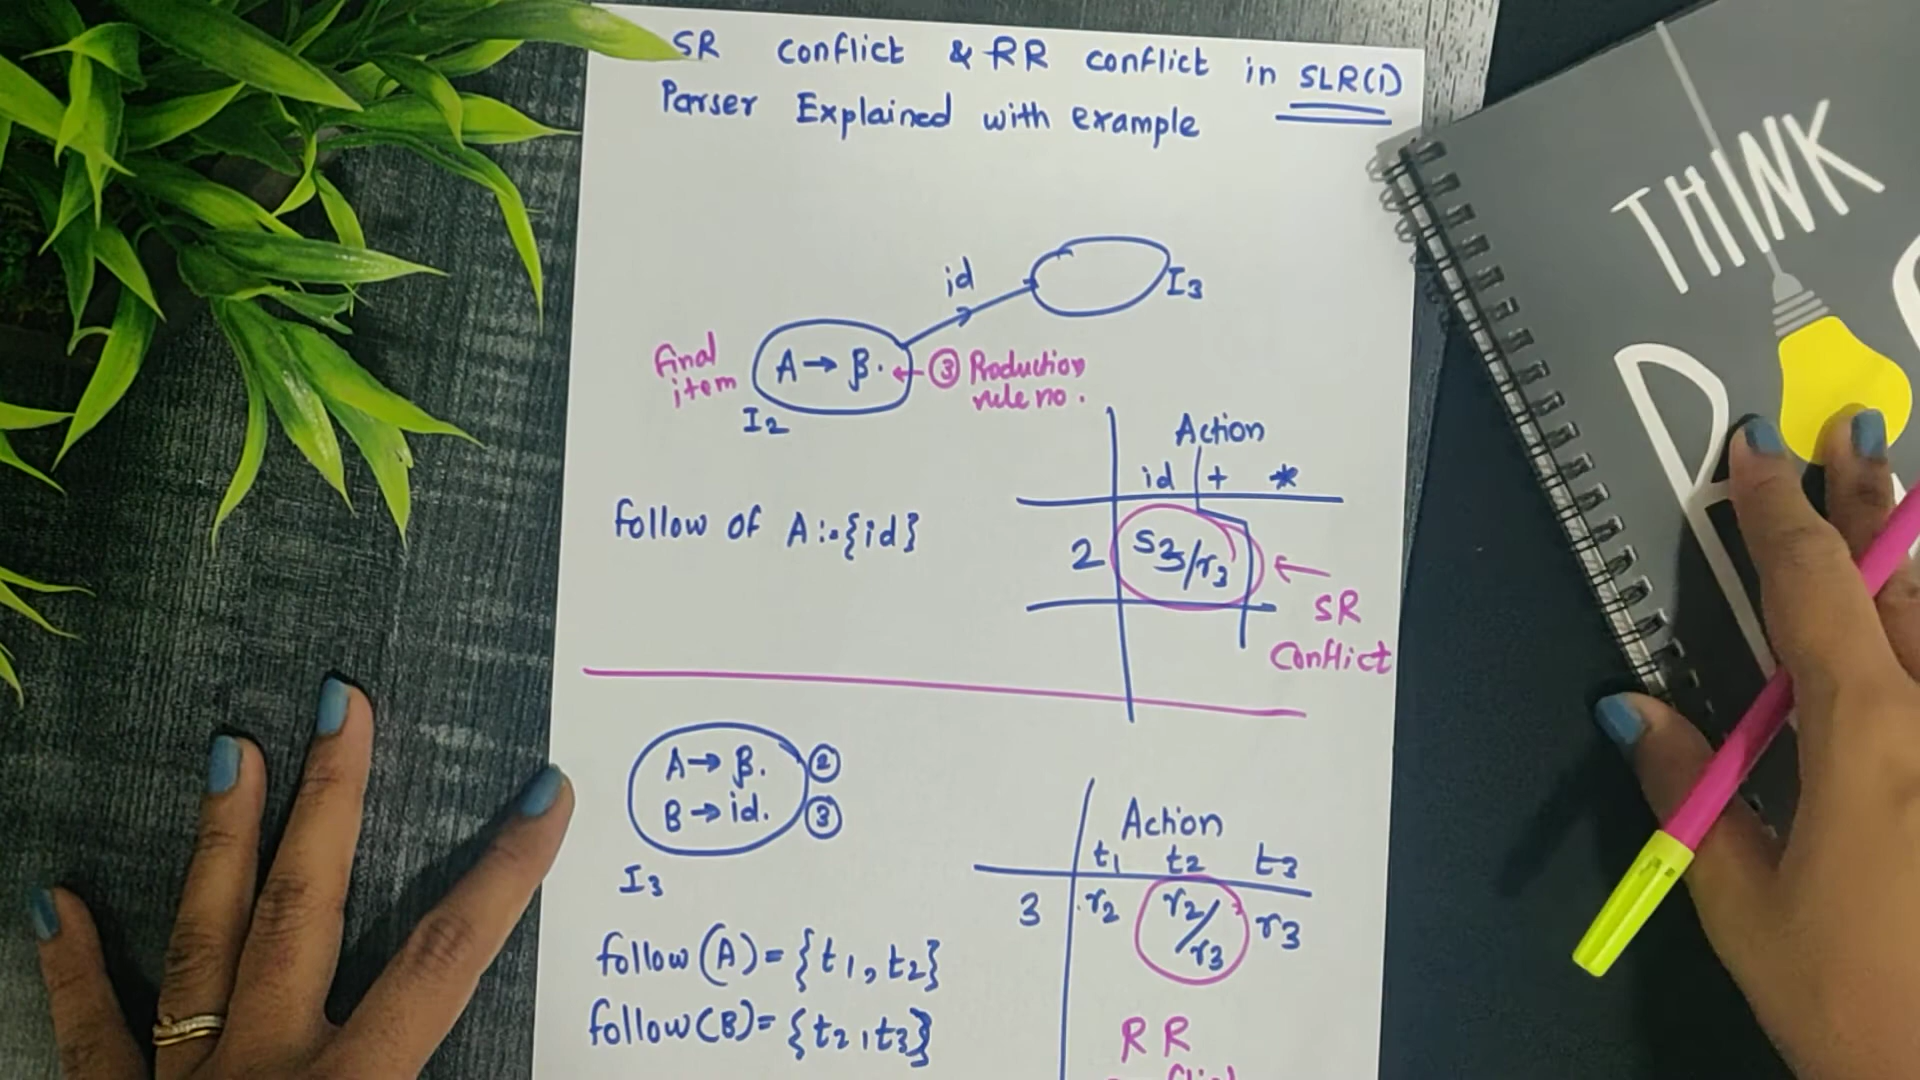 SR conflict & RR conflict in SLR(1)
Parser Explained with example
id
I3
final
item
A → β.
← ③ Production
rule no.
I2
Action
id + *
follow of A:-{id}
2 S3/r3
← SR
Conflict
A → β. ②
B → id. ③
I3
Action
t1 t2 t3
3 r2 r2/r3 r3
follow(A)= {t1, t2}
follow(B)= {t2, t3}
RR
THINK